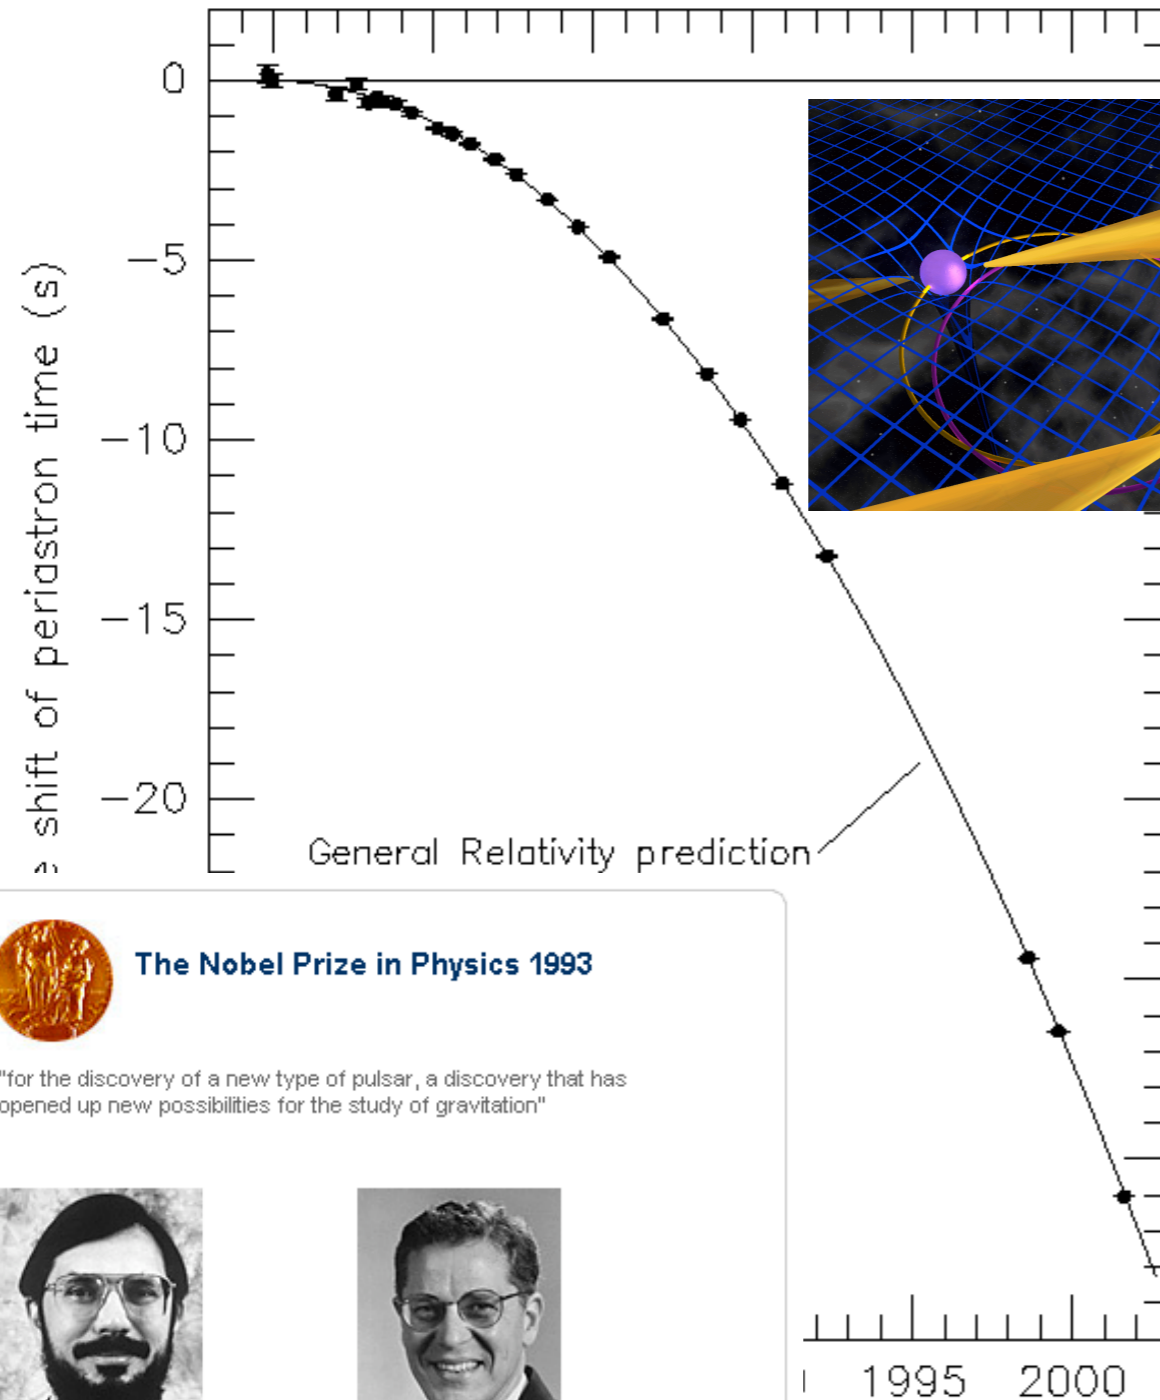 0
−5
−10
−15
−20
shift of periastron time (s)
General Relativity prediction
The Nobel Prize in Physics 1993
"for the discovery of a new type of pulsar, a discovery that has
opened up new possibilities for the study of gravitation"
1995 2000